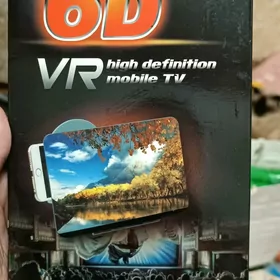 6D
VR high definition
mobile TV